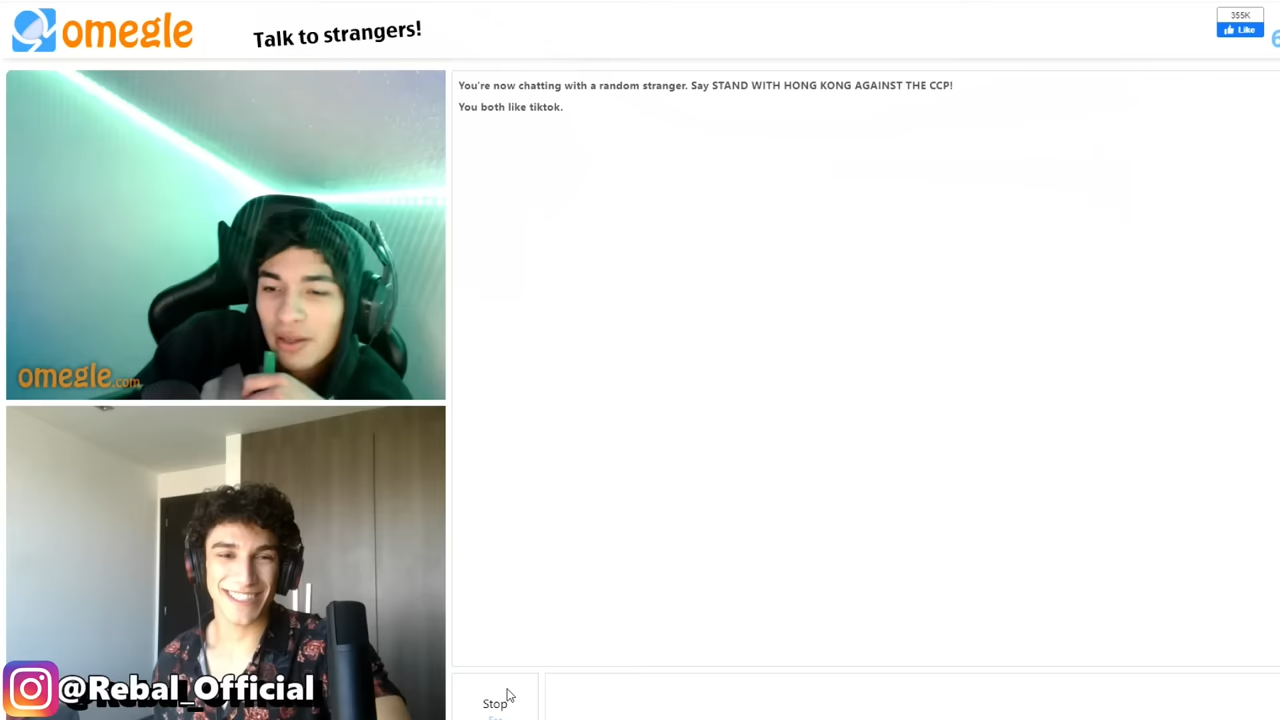 omegle
Talk to strangers!
355K
Like
You're now chatting with a random stranger. Say STAND WITH HONG KONG AGAINST THE CCP!
You both like tiktok.
omegle.com
@Rebal_Official
Stop